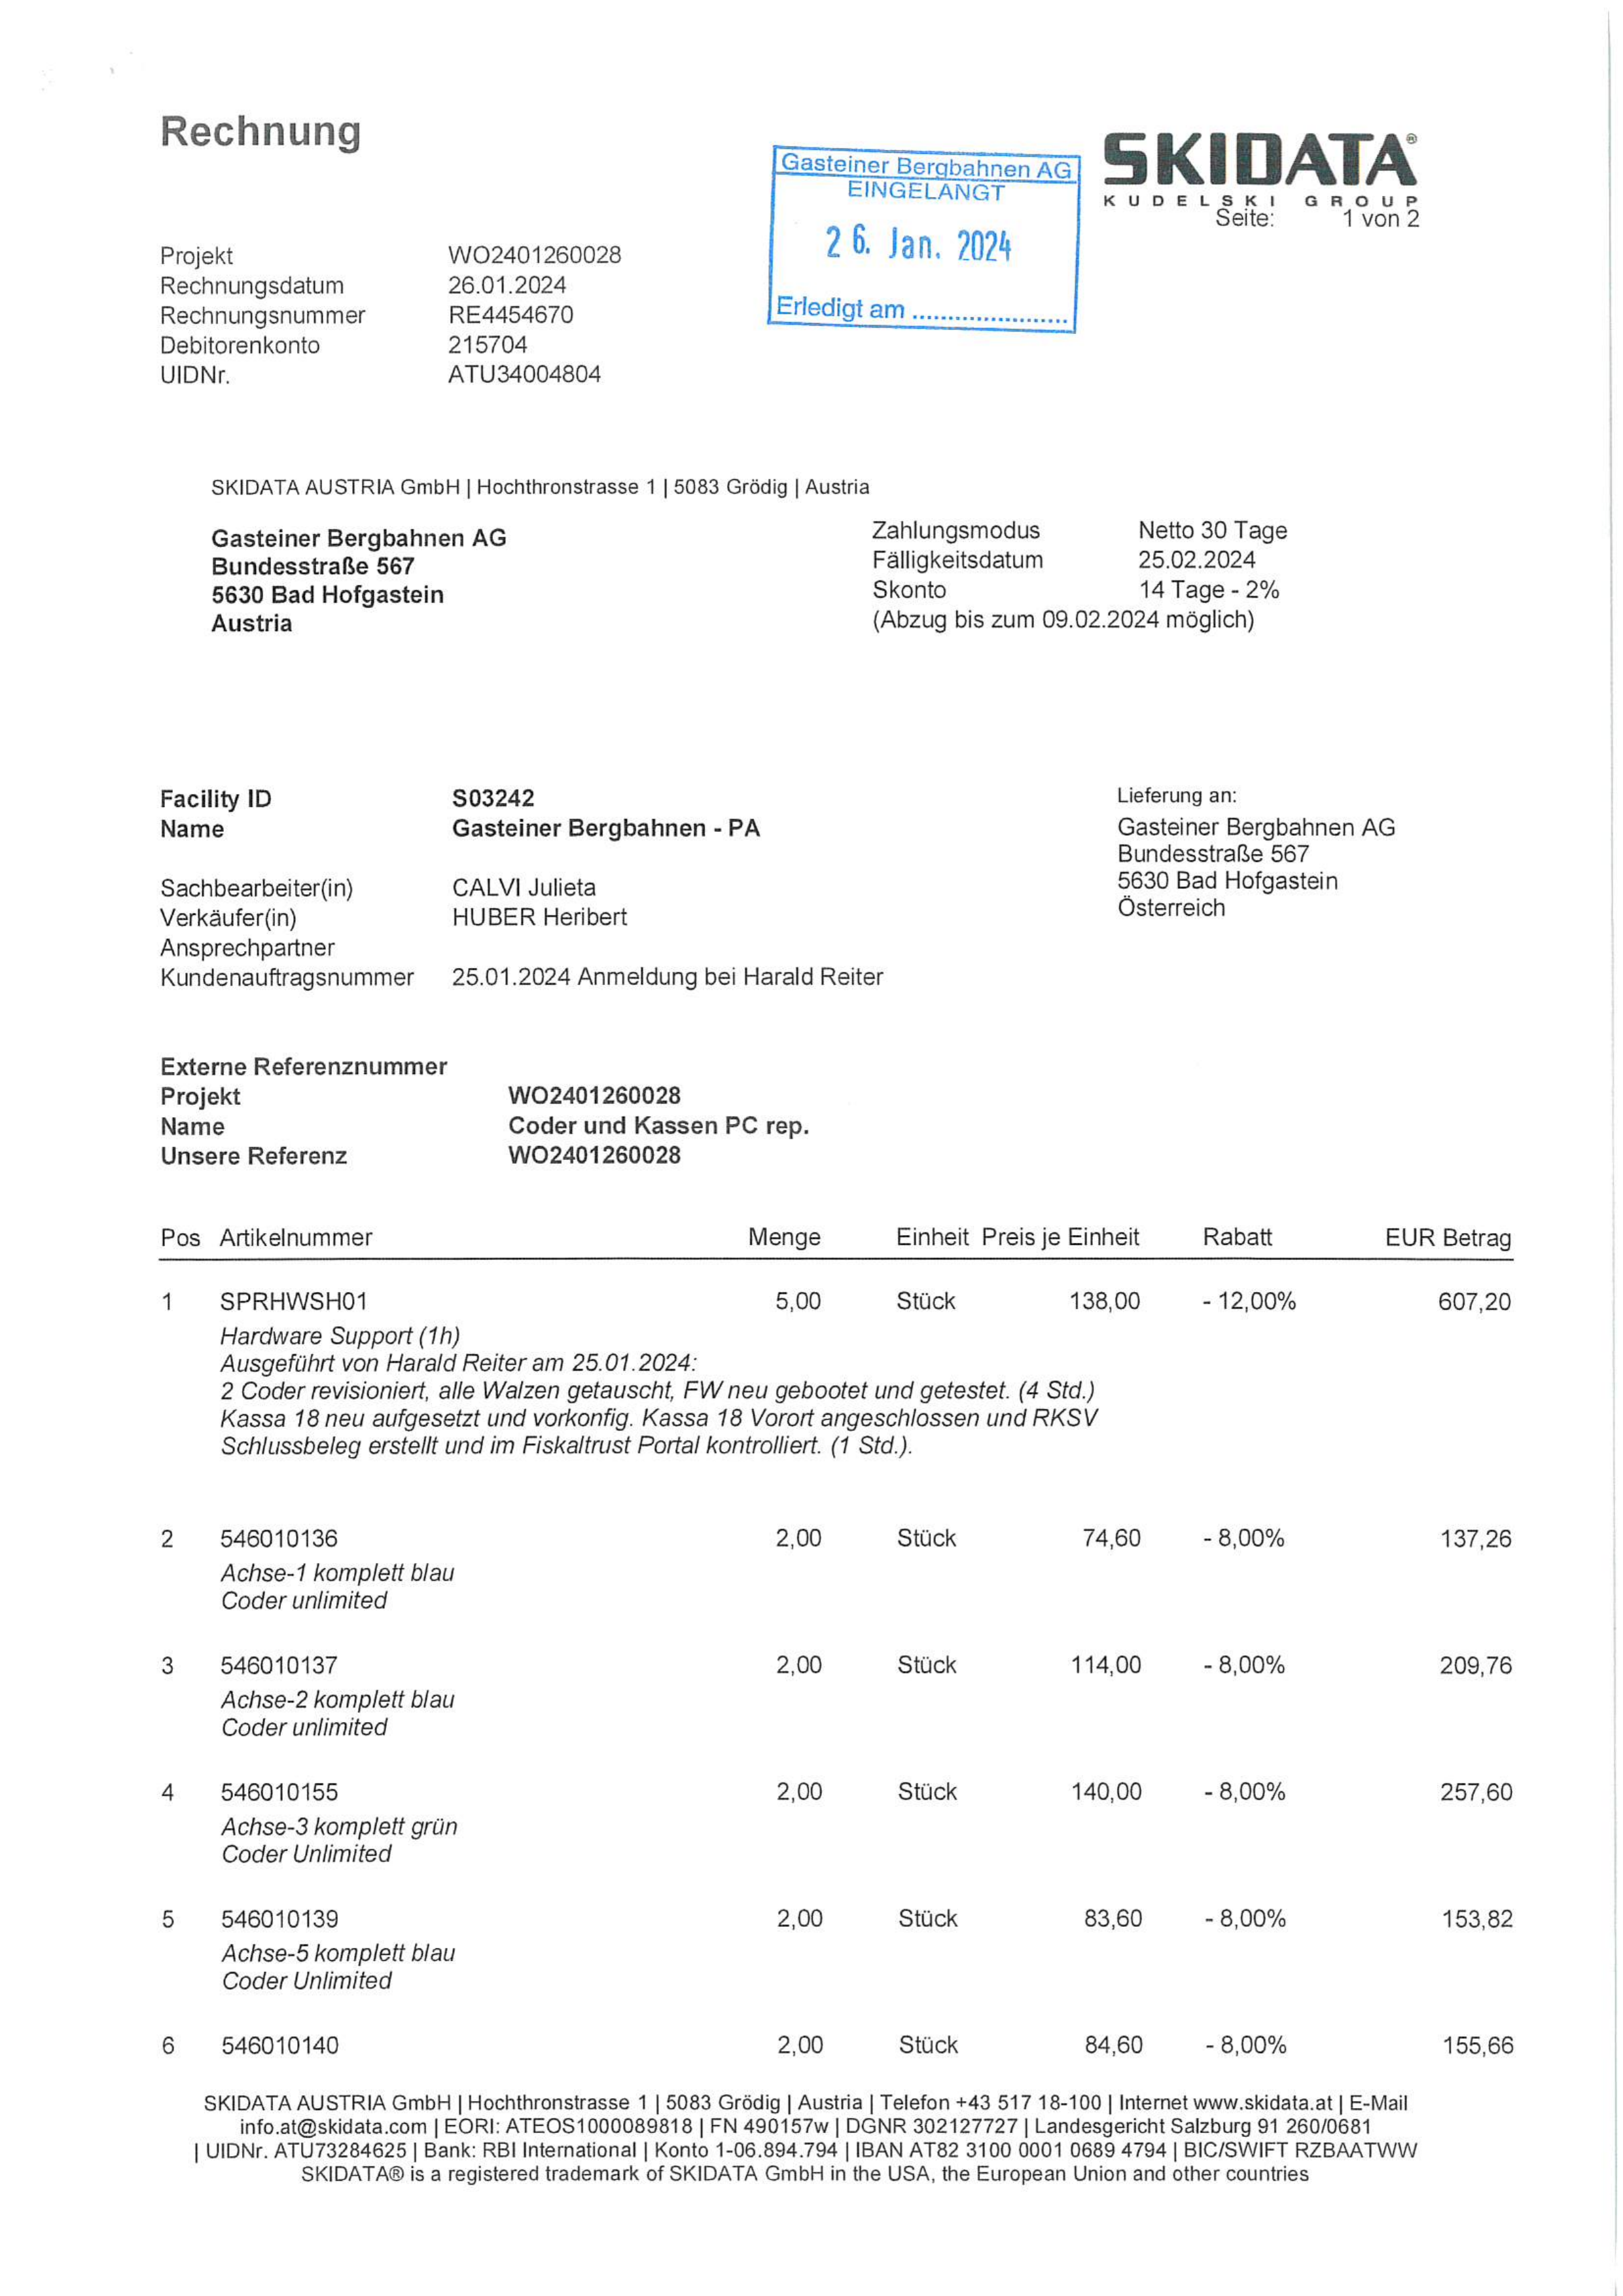 Rechnung
Gasteiner Bergbahnen AG
EINGELANGT
26. Jan. 2024
Erledigt am ......................
SKIDATA®
KUDELSKI GROUP
Seite: 1 von 2
Projekt WO2401260028
Rechnungsdatum 26.01.2024
Rechnungsnummer RE4454670
Debitorenkonto 215704
UIDNr. ATU34004804
SKIDATA AUSTRIA GmbH | Hochthronstrasse 1 | 5083 Grödig | Austria
Gasteiner Bergbahnen AG
Bundesstraße 567
5630 Bad Hofgastein
Austria
Zahlungsmodus Netto 30 Tage
Fälligkeitsdatum 25.02.2024
Skonto 14 Tage - 2%
(Abzug bis zum 09.02.2024 möglich)
Facility ID S03242
Name Gasteiner Bergbahnen - PA
Sachbearbeiter(in) CALVI Julieta
Verkäufer(in) HUBER Heribert
Ansprechpartner
Kundenauftragsnummer 25.01.2024 Anmeldung bei Harald Reiter
Lieferung an:
Gasteiner Bergbahnen AG
Bundesstraße 567
5630 Bad Hofgastein
Österreich
Externe Referenznummer
Projekt WO2401260028
Name Coder und Kassen PC rep.
Unsere Referenz WO2401260028
Pos Artikelnummer Menge Einheit Preis je Einheit Rabatt EUR Betrag
1 SPRHWSH01 5,00 Stück 138,00 - 12,00% 607,20
Hardware Support (1h)
Ausgeführt von Harald Reiter am 25.01.2024:
2 Coder revisioniert, alle Walzen getauscht, FW neu gebootet und getestet. (4 Std.)
Kassa 18 neu aufgesetzt und vorkonfig. Kassa 18 Vorort angeschlossen und RKSV
Schlussbeleg erstellt und im Fiskaltrust Portal kontrolliert. (1 Std.).
2 546010136 2,00 Stück 74,60 - 8,00% 137,26
Achse-1 komplett blau
Coder unlimited
3 546010137 2,00 Stück 114,00 - 8,00% 209,76
Achse-2 komplett blau
Coder unlimited
4 546010155 2,00 Stück 140,00 - 8,00% 257,60
Achse-3 komplett grün
Coder Unlimited
5 546010139 2,00 Stück 83,60 - 8,00% 153,82
Achse-5 komplett blau
Coder Unlimited
6 546010140 2,00 Stück 84,60 - 8,00% 155,66
SKIDATA AUSTRIA GmbH | Hochthronstrasse 1 | 5083 Grödig | Austria | Telefon +43 517 18-100 | Internet www.skidata.at | E-Mail
info.at@skidata.com | EORI: ATEOS1000089818 | FN 490157w | DGNR 302127727 | Landesgericht Salzburg 91 260/0681
| UIDNr. ATU73284625 | Bank: RBI International | Konto 1-06.894.794 | IBAN AT82 3100 0001 0689 4794 | BIC/SWIFT RZBAATWW
SKIDATA® is a registered trademark of SKIDATA GmbH in the USA, the European Union and other countries